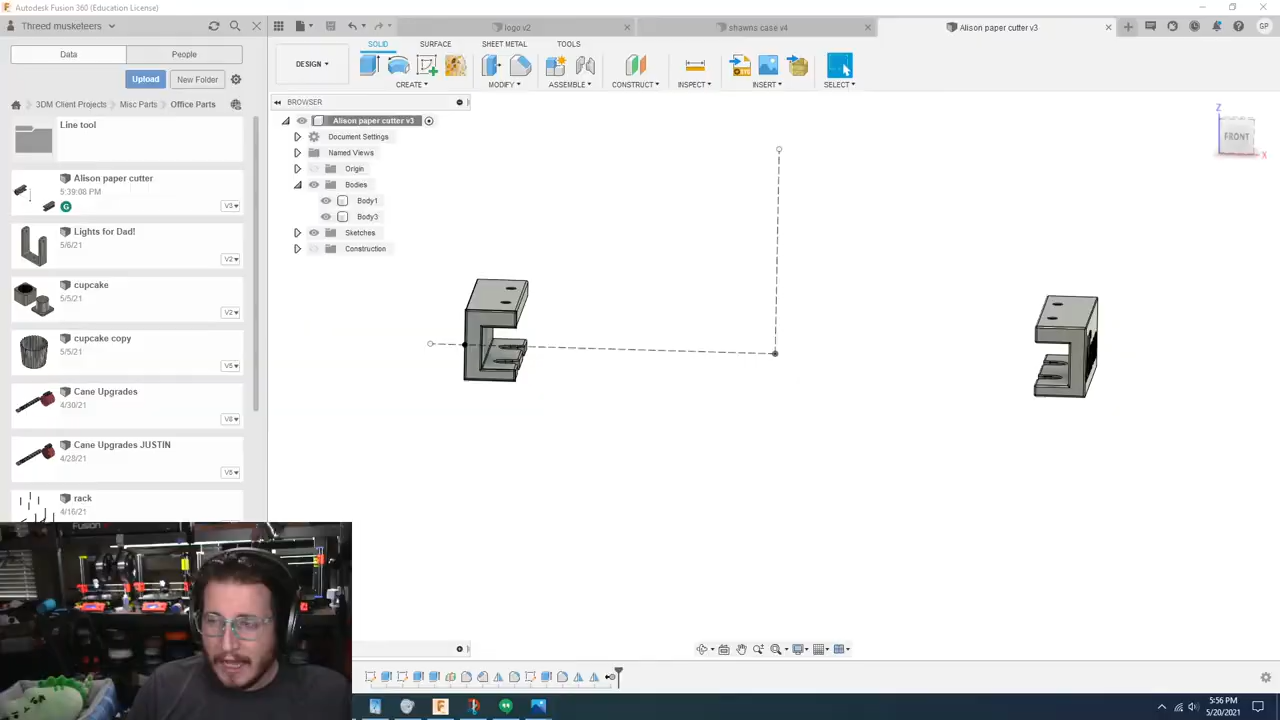 Autodesk Fusion 360 (Education License)
Threed musketeers
logo v2
shawns case v4
Alison paper cutter v3
GP
Data
People
SOLID
SURFACE
SHEET METAL
TOOLS
DESIGN
Upload
New Folder
CREATE
MODIFY
ASSEMBLE
CONSTRUCT
INSPECT
INSERT
SELECT
3DM Client Projects
Misc Parts
Office Parts
BROWSER
Alison paper cutter v3
Document Settings
Named Views
Origin
Bodies
Body1
Body3
Sketches
Construction
Line tool
Alison paper cutter
5:39:08 PM
G
V3
Lights for Dad!
5/6/21
V2
cupcake
5/5/21
V2
cupcake copy
5/5/21
V5
Cane Upgrades
4/30/21
V8
Cane Upgrades JUSTIN
4/28/21
V6
rack
4/16/21
Z
FRONT
X
5:56 PM
5/20/2021